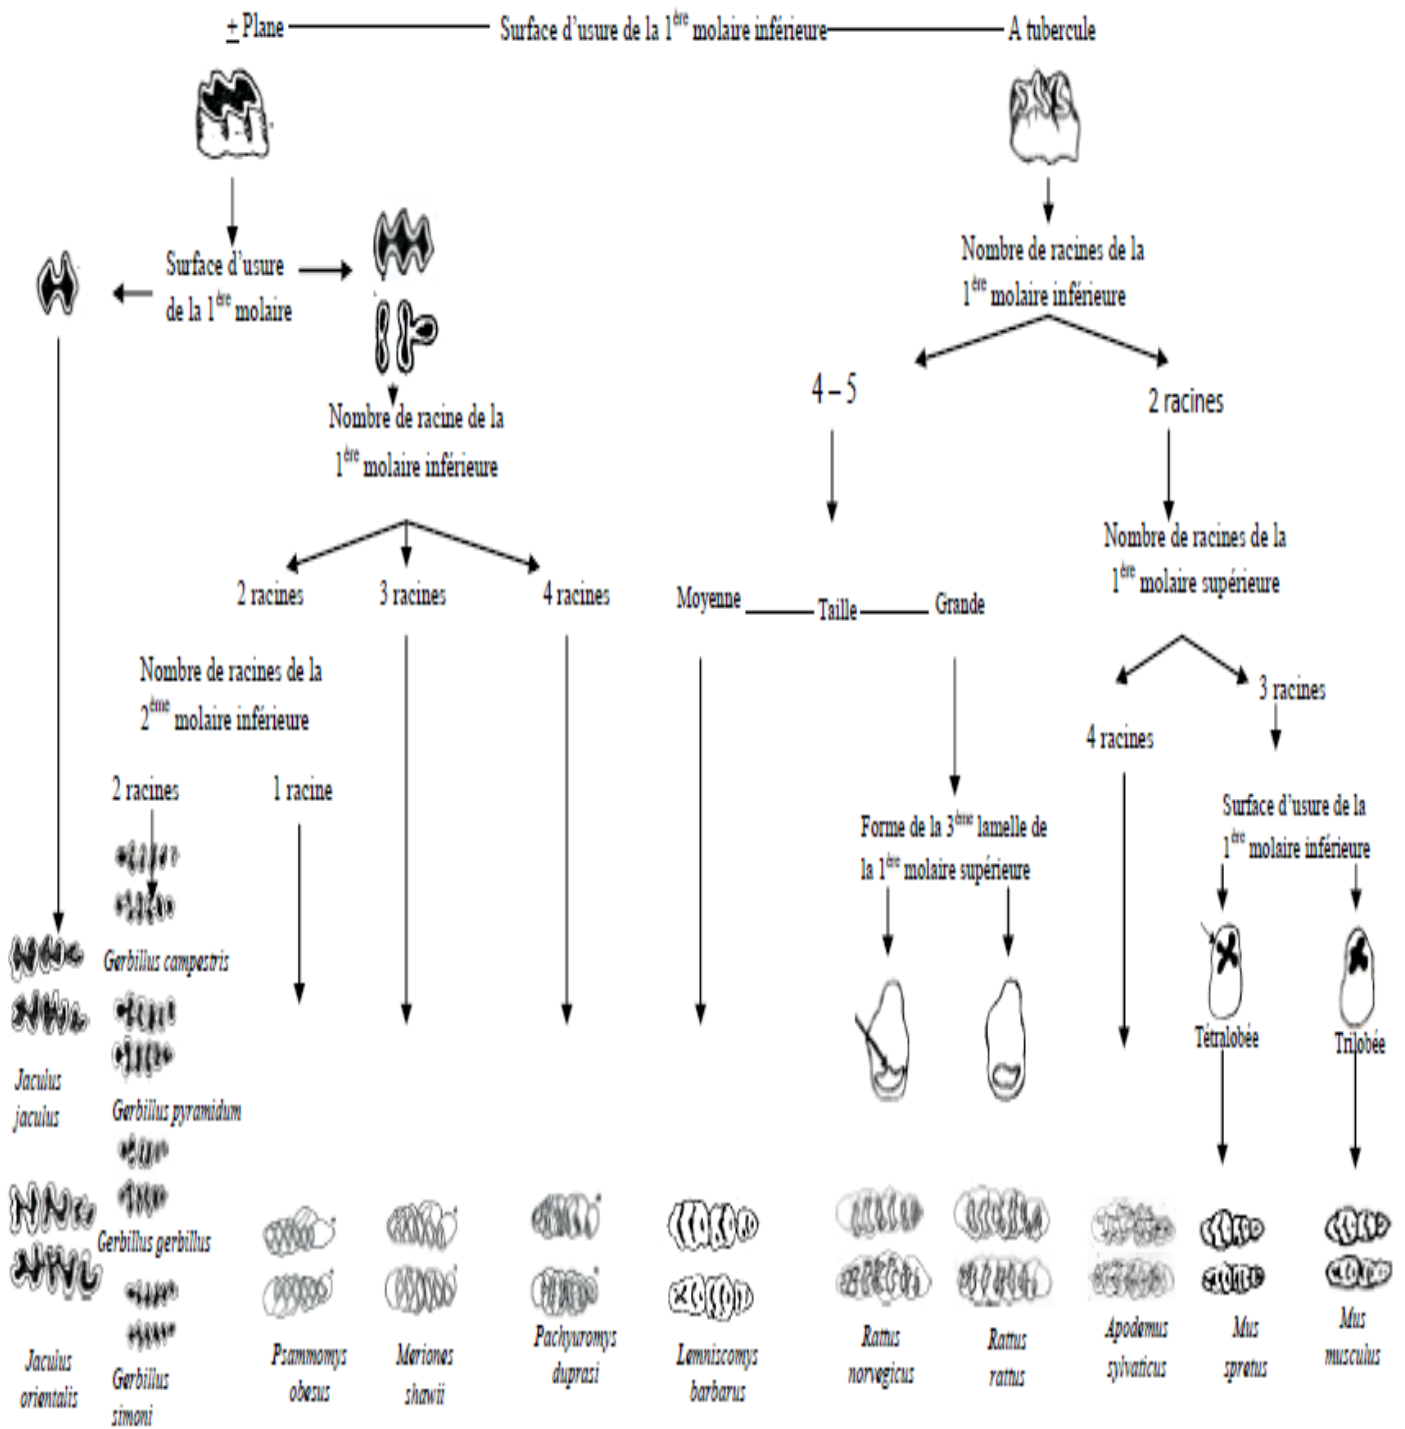 + Plane
Surface d’usure de la 1ère molaire inférieure
A tubercule
Surface d’usure
de la 1ère molaire
Nombre de racines de la
1ère molaire inférieure
4 – 5
2 racines
Nombre de racine de la
1ère molaire inférieure
Nombre de racines de la
1ère molaire supérieure
2 racines
3 racines
4 racines
Moyenne
Taille
Grande
Nombre de racines de la
2ème molaire inférieure
3 racines
4 racines
2 racines
1 racine
Surface d’usure de la
1ère molaire inférieure
Forme de la 3ème lamelle de
la 1ère molaire supérieure
Gerbillus campestris
Tétralobée
Trilobée
Jaculus
jaculus
Gerbillus pyramidum
Gerbillus gerbillus
Jaculus
orientalis
Gerbillus
simoni
Psammomys
obesus
Meriones
shawii
Pachyuromys
duprasi
Lemniscomys
barbarus
Rattus
norvegicus
Rattus
rattus
Apodemus
sylvaticus
Mus
spretus
Mus
musculus